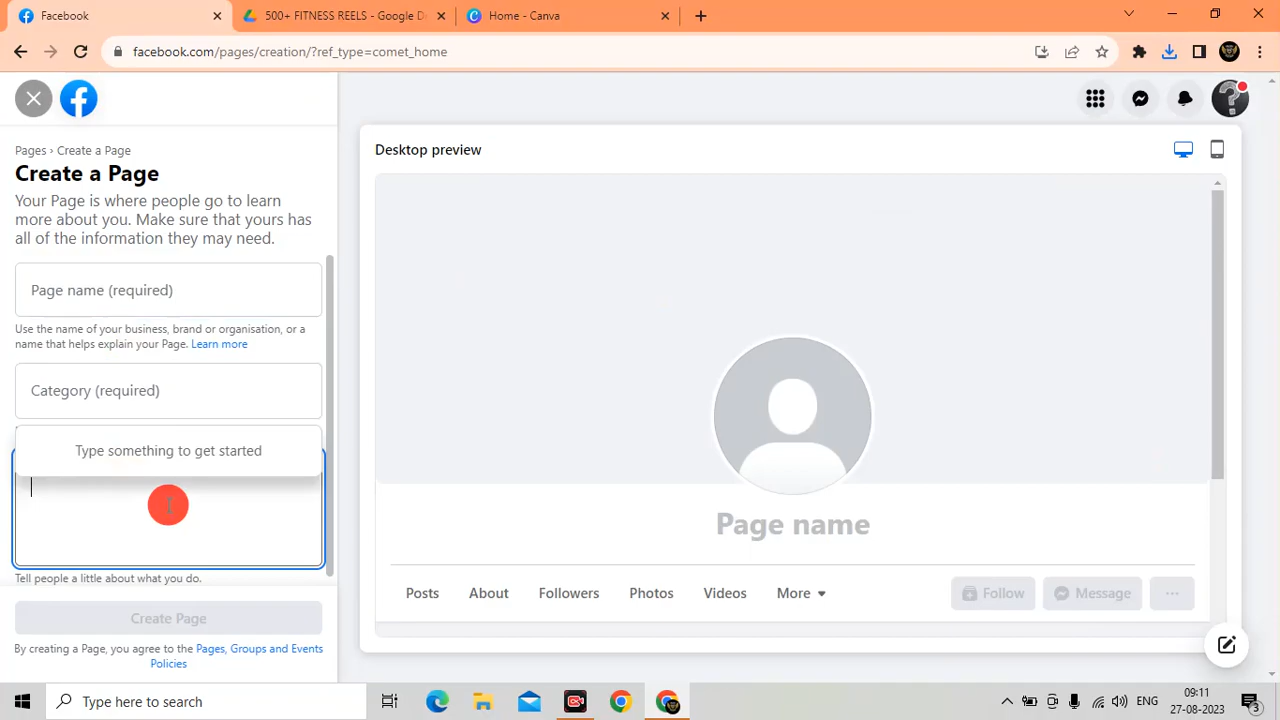 Facebook
500+ FITNESS REELS - Google D
Home - Canva
facebook.com/pages/creation/?ref_type=comet_home
Pages › Create a Page
Create a Page
Your Page is where people go to learn
more about you. Make sure that yours has
all of the information they may need.
Page name (required)
Use the name of your business, brand or organisation, or a
name that helps explain your Page. Learn more
Category (required)
Type something to get started
Tell people a little about what you do.
Create Page
By creating a Page, you agree to the Pages, Groups and Events
Policies
Desktop preview
Page name
Posts
About
Followers
Photos
Videos
More
Follow
Message
Type here to search
ENG
09:11
27-08-2023
3